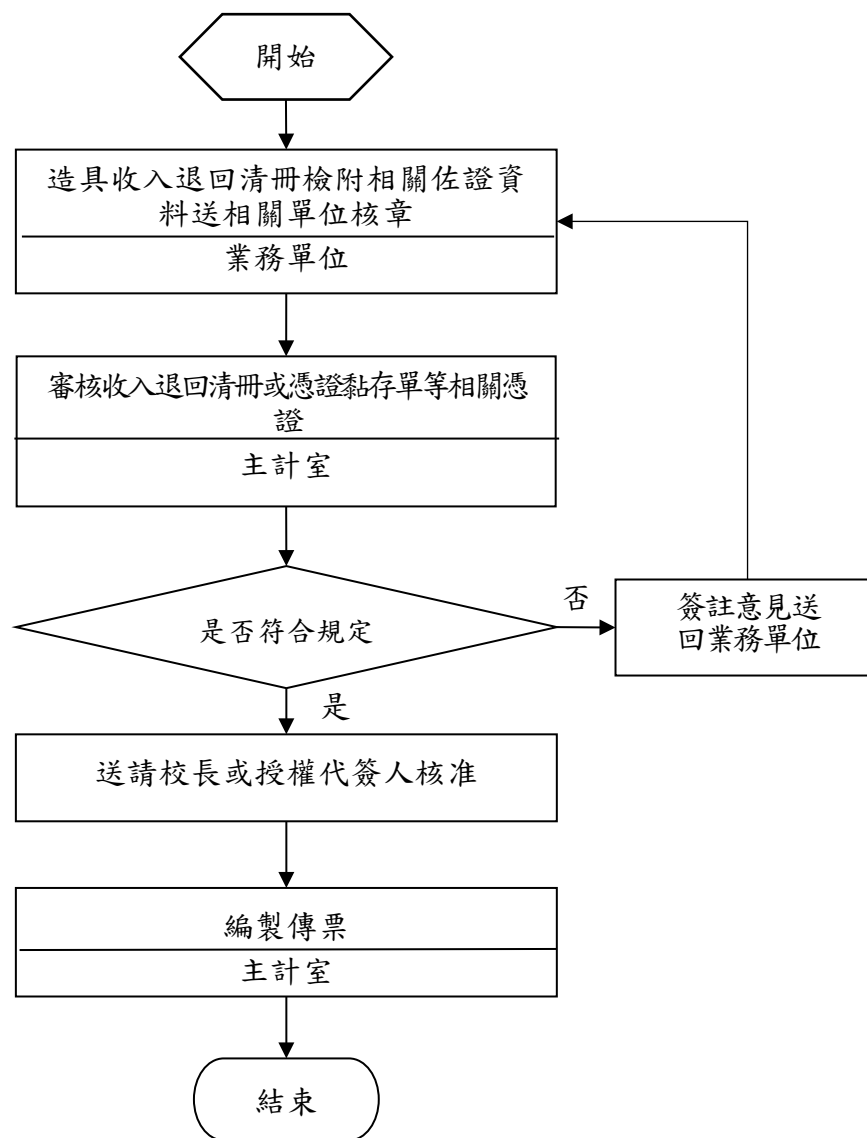 開始
造具收入退回清冊檢附相關佐證資
料送相關單位核章
業務單位
審核收入退回清冊或憑證黏存單等相關憑
證
主計室
是否符合規定
否
簽註意見送
回業務單位
是
送請校長或授權代簽人核准
編製傳票
主計室
結束